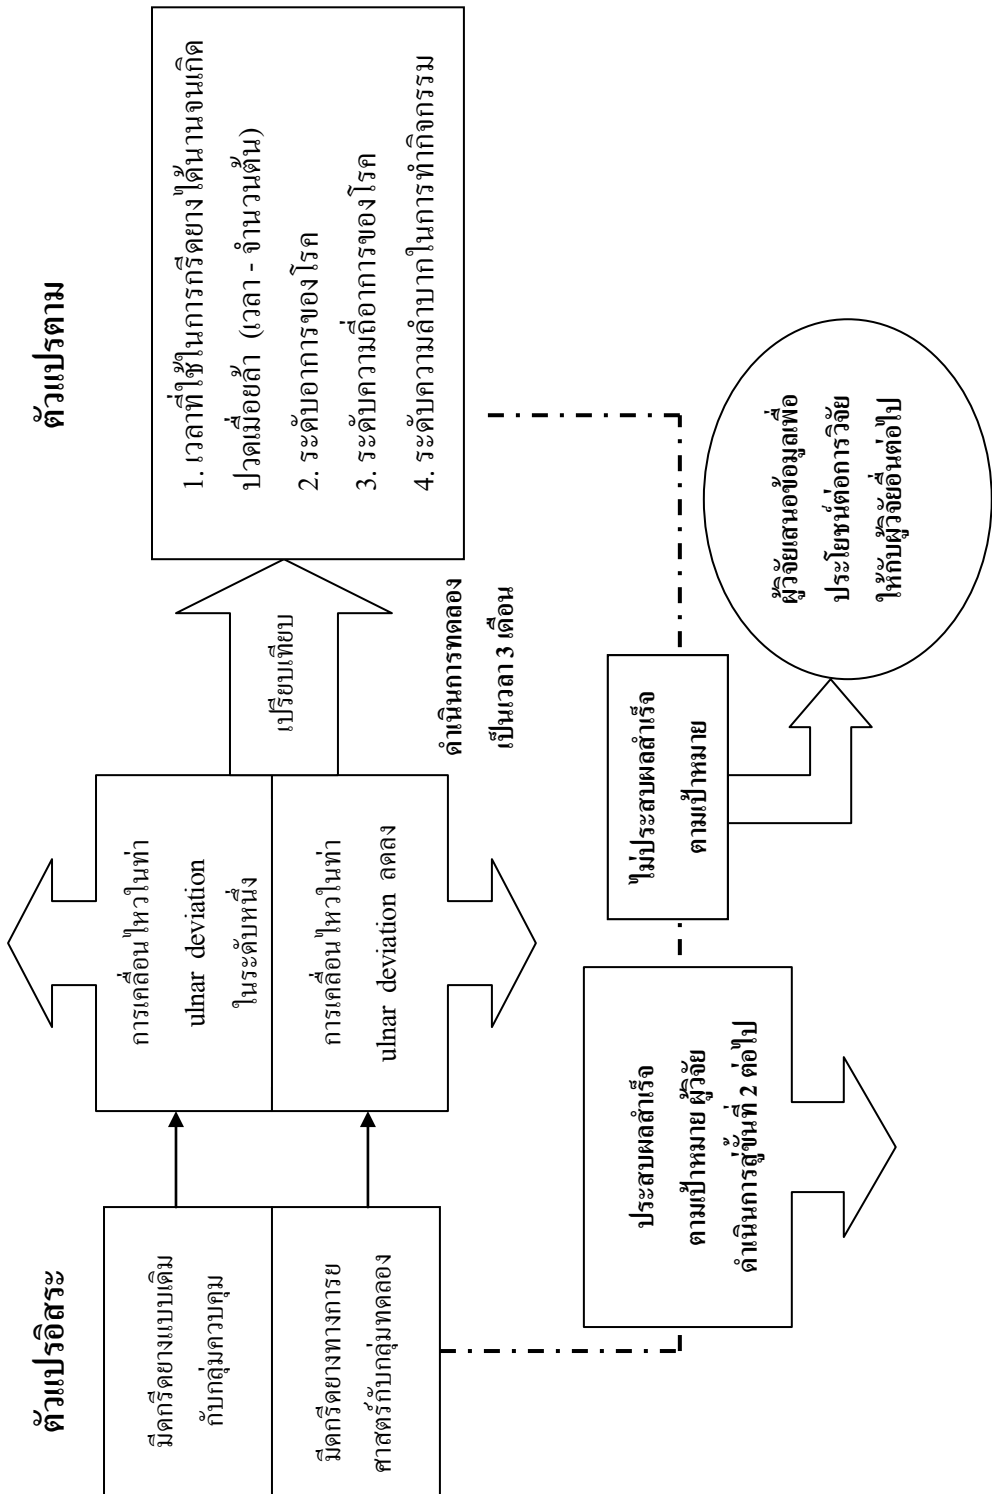 ตัวแปรอิสระ
ตัวแปรตาม
มีดกรีดยางแบบเดิม
กับกลุ่มควบคุม
มีดกรีดยางทางการย
ศาสตร์กับกลุ่มทดลอง
การเคลื่อนไหวในท่า
ulnar deviation
ในระดับหนึ่ง
การเคลื่อนไหวในท่า
ulnar deviation ลดลง
เปรียบเทียบ
1. เวลาที่ใช้ในการกรีดยางได้นานจนเกิด
ปวดเมื่อยล้า (เวลา - จำนวนต้น)
2. ระดับอาการของโรค
3. ระดับความถี่อาการของโรค
4. ระดับความลำบากในการทำกิจกรรม
ดำเนินการทดลอง
เป็นเวลา 3 เดือน
ประสบผลสำเร็จ
ตามเป้าหมาย ผู้วิจัย
ดำเนินการสู่ขั้นที่ 2 ต่อไป
ไม่ประสบผลสำเร็จ
ตามเป้าหมาย
ผู้วิจัยเสนอข้อมูลเพื่อ
ประโยชน์ต่อการวิจัย
ให้กับผู้วิจัยอื่นต่อไป